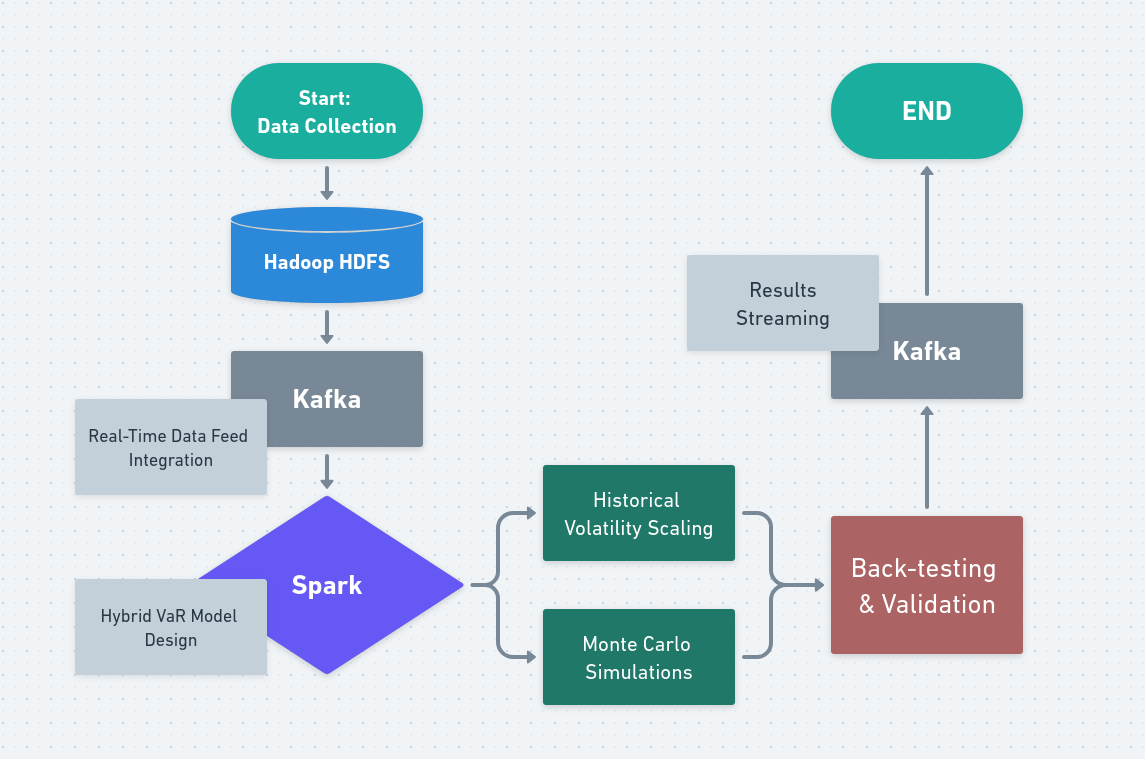 Start:
Data Collection
Hadoop HDFS
Kafka
Real-Time Data Feed
Integration
Spark
Hybrid VaR Model
Design
Historical
Volatility Scaling
Monte Carlo
Simulations
Back-testing
& Validation
Kafka
Results
Streaming
END